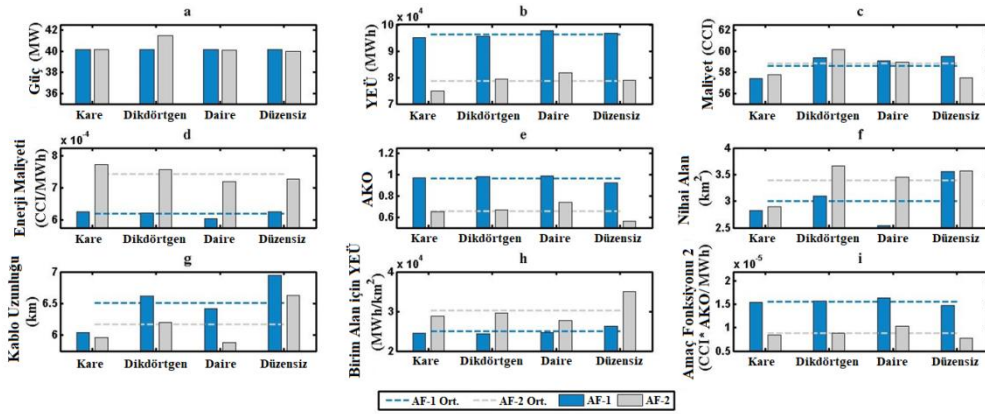 a
Güç (MW)
42
40
38
36
Kare Dikdörtgen Daire Düzensiz
b
x 10⁴
YEÜ (MWh)
10
9
8
7
Kare Dikdörtgen Daire Düzensiz
c
Maliyet (CCI)
62
60
58
56
Kare Dikdörtgen Daire Düzensiz
d
x 10⁻⁴
Enerji Maliyeti
(CCI/MWh)
8
7
6
Kare Dikdörtgen Daire Düzensiz
e
AKO
1.2
1
0.8
0.6
Kare Dikdörtgen Daire Düzensiz
f
Nihai Alan
(km²)
4
3.5
3
2.5
Kare Dikdörtgen Daire Düzensiz
g
Kablo Uzunluğu
(km)
7
6.5
6
Kare Dikdörtgen Daire Düzensiz
h
x 10⁴
Birim Alan için YEÜ
(MWh/km²)
4
3
2
Kare Dikdörtgen Daire Düzensiz
i
x 10⁻⁵
Amaç Fonksiyonu 2
(CCI* AKO/ MWh)
2
1.5
1
0.5
Kare Dikdörtgen Daire Düzensiz
AF-1 Ort. AF-2 Ort. AF-1 AF-2